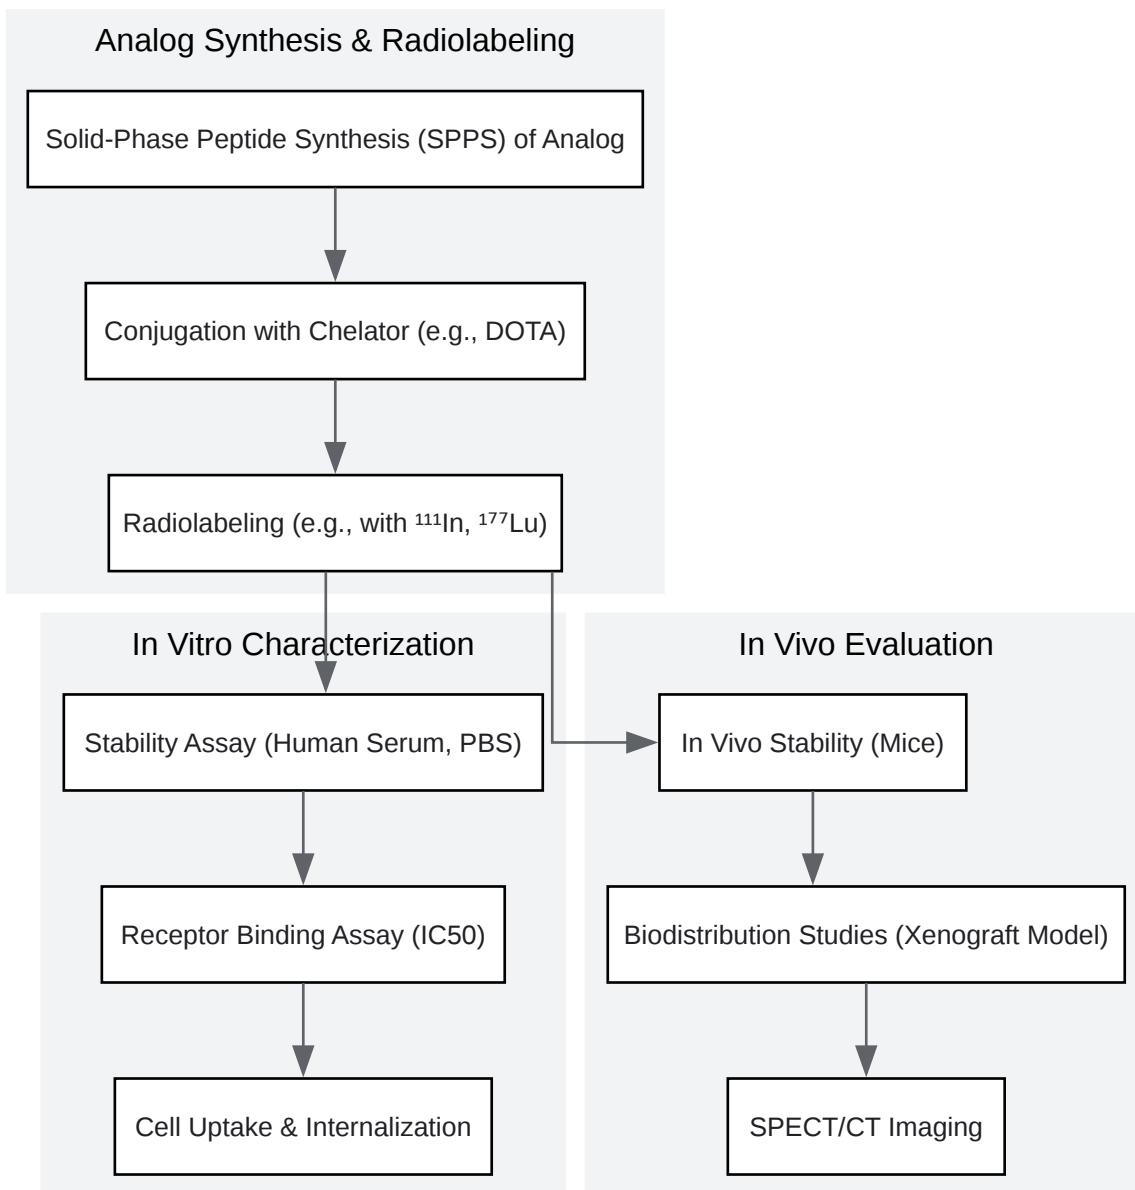 Analog Synthesis & Radiolabeling
Solid-Phase Peptide Synthesis (SPPS) of Analog
Conjugation with Chelator (e.g., DOTA)
Radiolabeling (e.g., with ¹¹¹In, ¹⁷⁷Lu)
In Vitro Characterization
Stability Assay (Human Serum, PBS)
Receptor Binding Assay (IC50)
Cell Uptake & Internalization
In Vivo Evaluation
In Vivo Stability (Mice)
Biodistribution Studies (Xenograft Model)
SPECT/CT Imaging